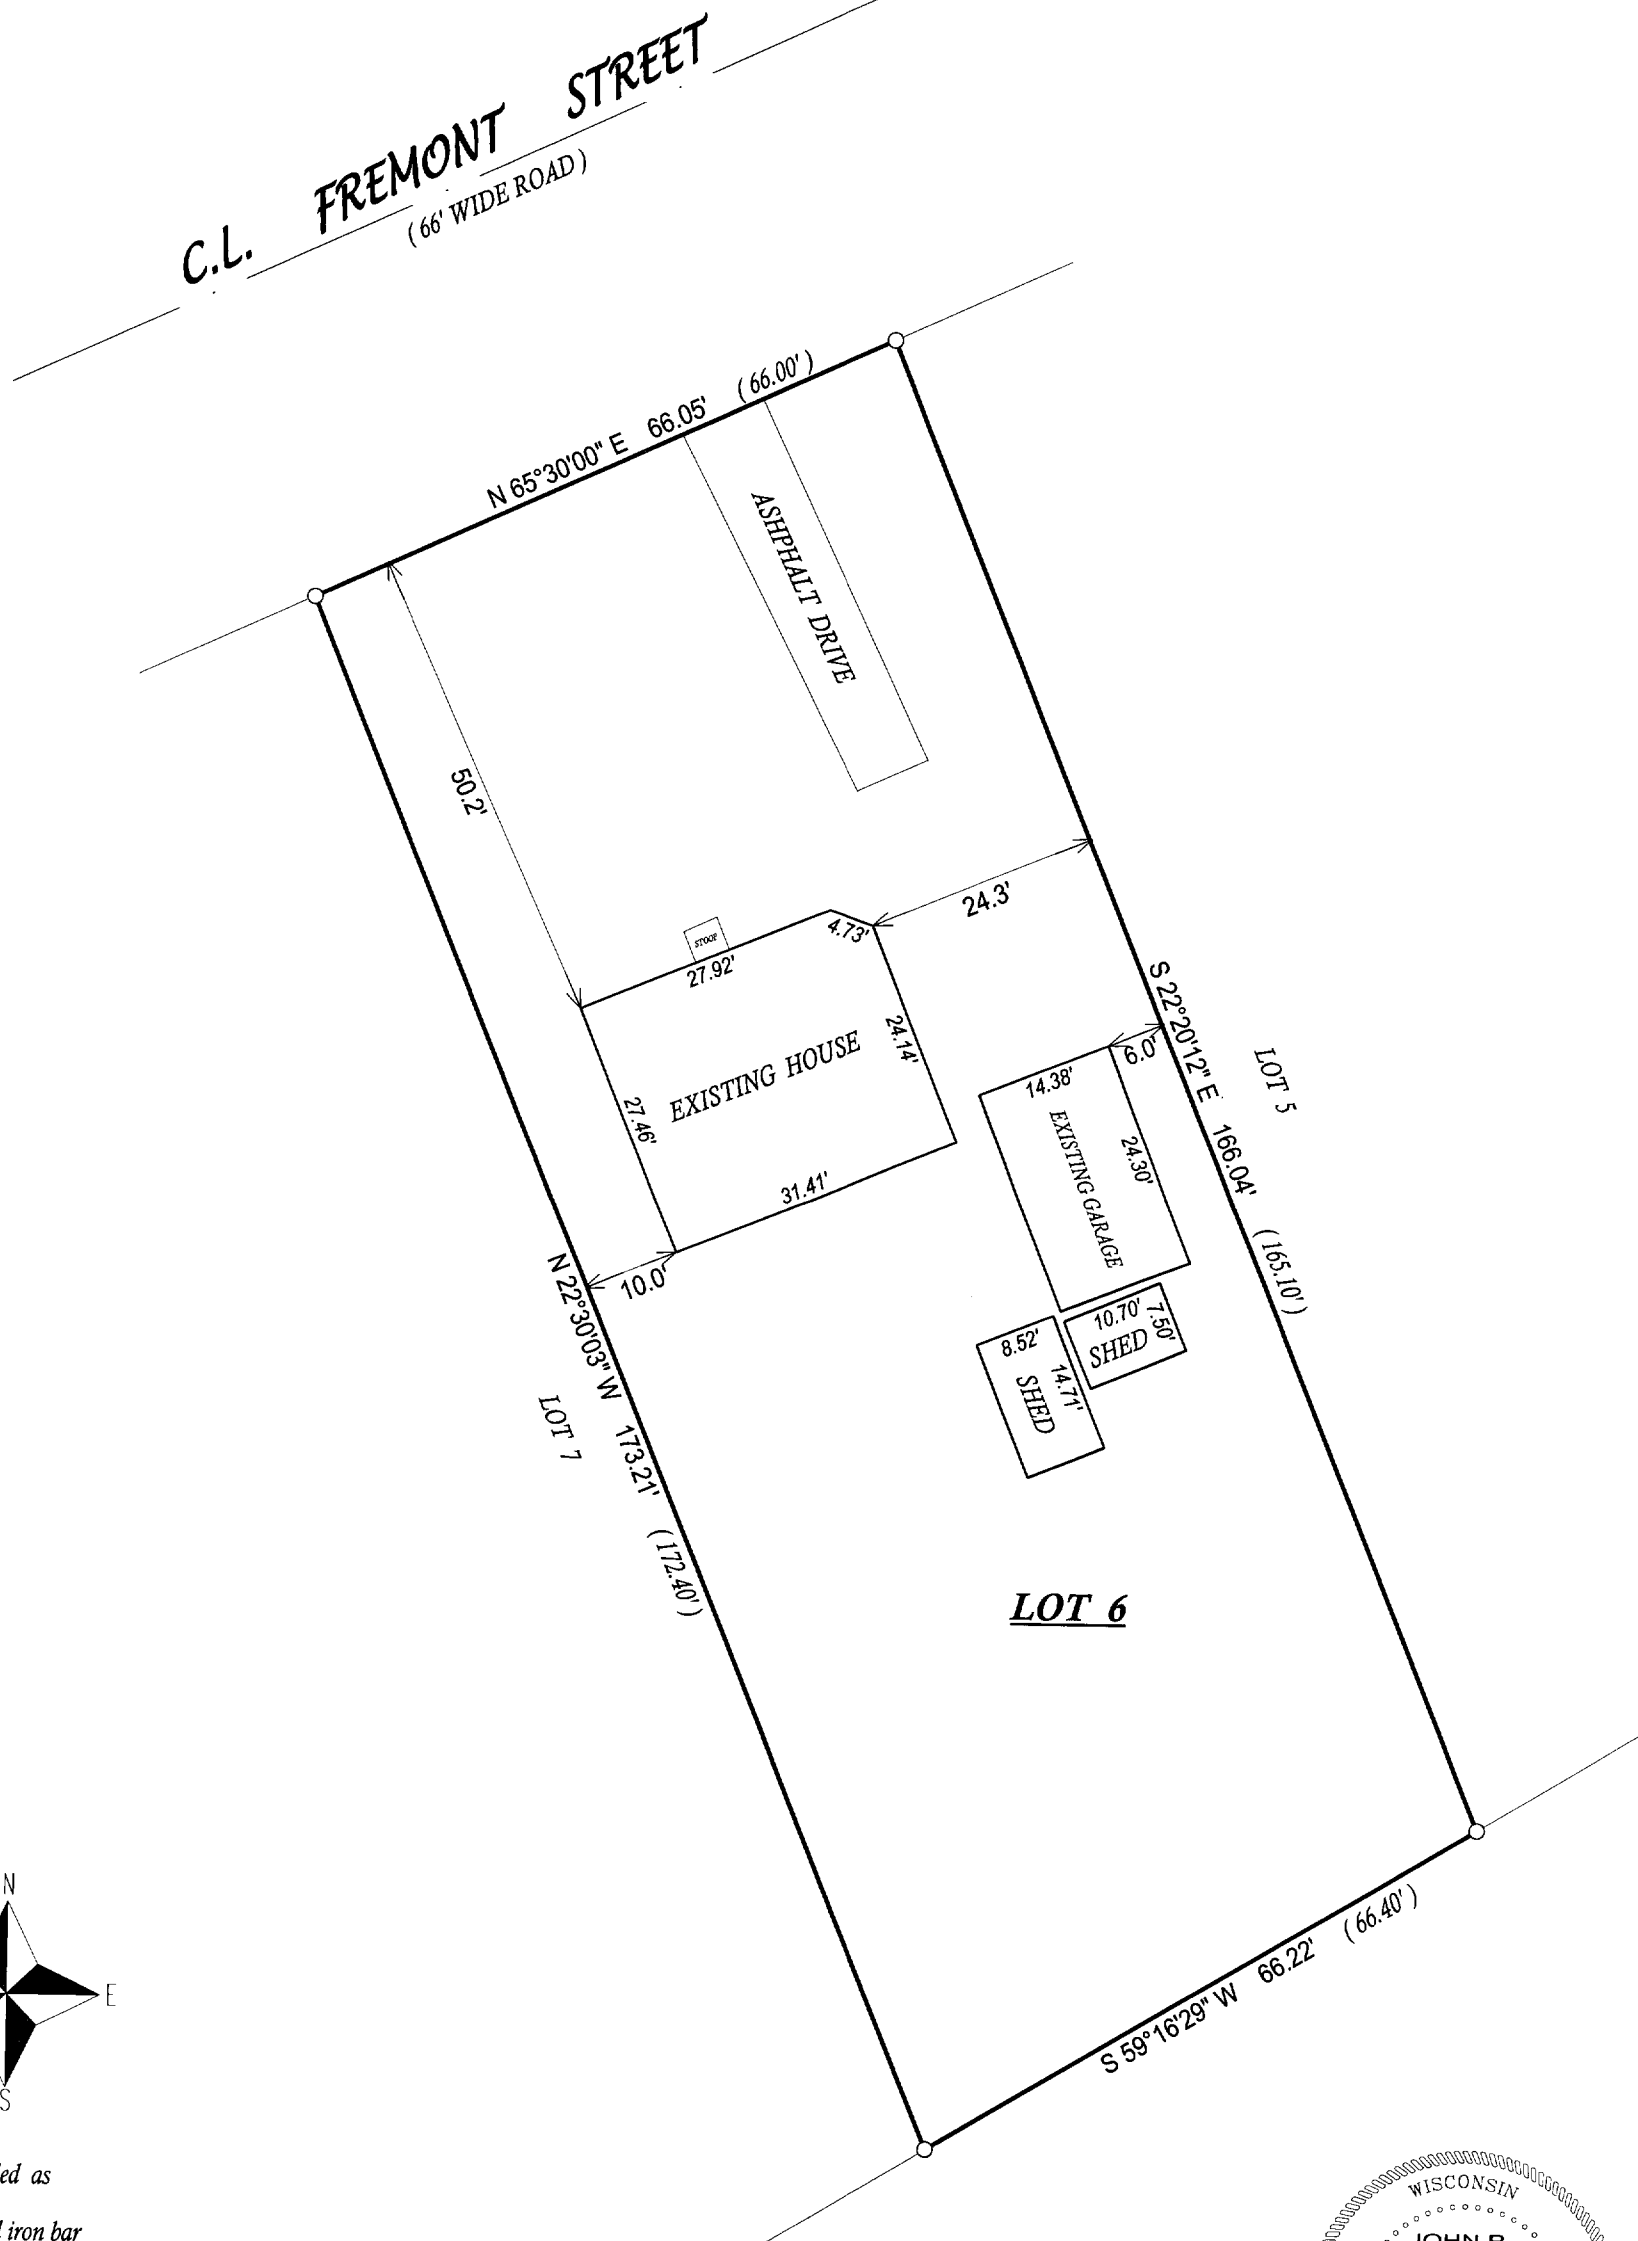 C.L. FREMONT STREET
( 66' WIDE ROAD )
N 65°30'00" E 66.05' ( 66.00' )
ASHPHALT DRIVE
50.2'
24.3'
STOOP
27.92'
4.73'
24.14'
EXISTING HOUSE
27.46'
31.41'
10.0'
6.0'
14.38'
EXISTING GARAGE
24.30'
S 22°20'12" E 166.04' ( 165.10' )
LOT 5
10.70'
7.50'
SHED
8.52'
14.71'
SHED
N 22°30'03" W 173.21' ( 172.40' )
LOT 7
LOT 6
S 59°16'29" W 66.22' ( 66.40' )
N
E
S
ed as
iron bar
WISCONSIN